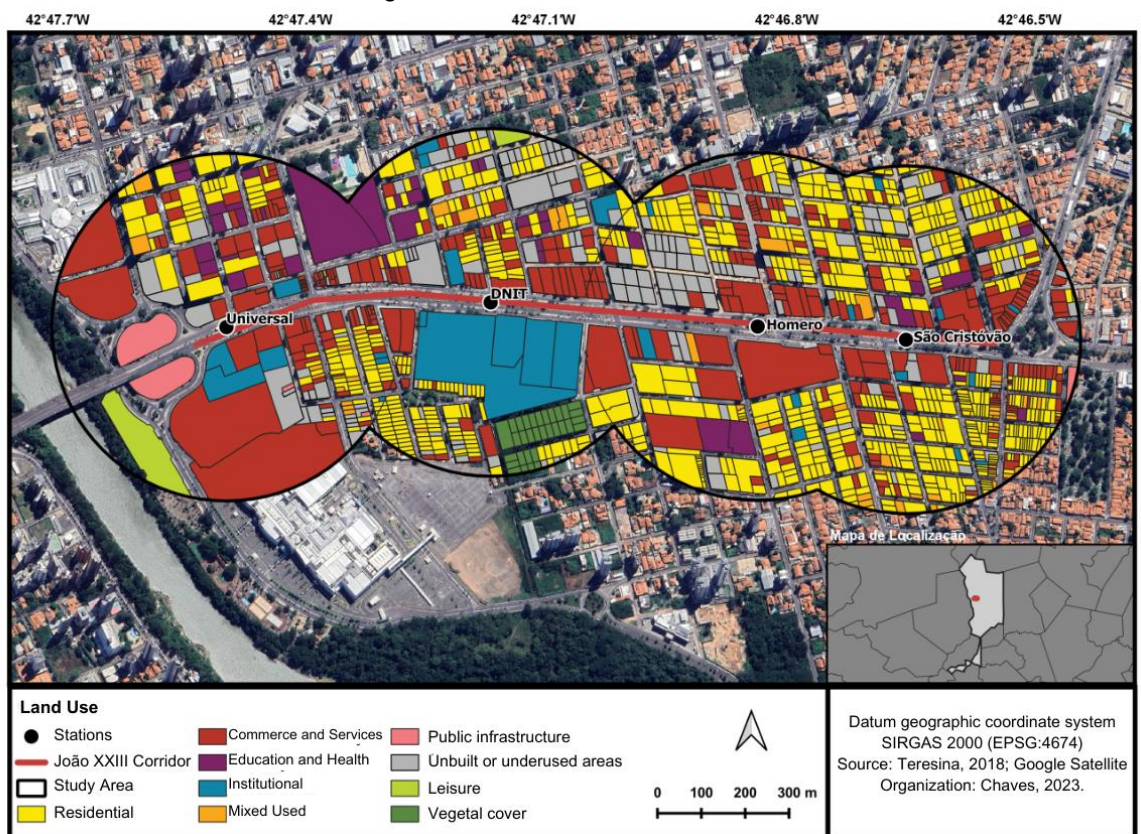 42°47.7'W 42°47.4'W 42°47.1'W 42°46.8'W 42°46.5'W
DNIT
Universal
Homero
São Cristóvão
Mapa de Localização
Land Use
Stations
João XXIII Corridor
Study Area
Residential
Commerce and Services
Education and Health
Institutional
Mixed Used
Public infrastructure
Unbuilt or underused areas
Leisure
Vegetal cover
0 100 200 300 m
Datum geographic coordinate system
SIRGAS 2000 (EPSG:4674)
Source: Teresina, 2018; Google Satellite
Organization: Chaves, 2023.